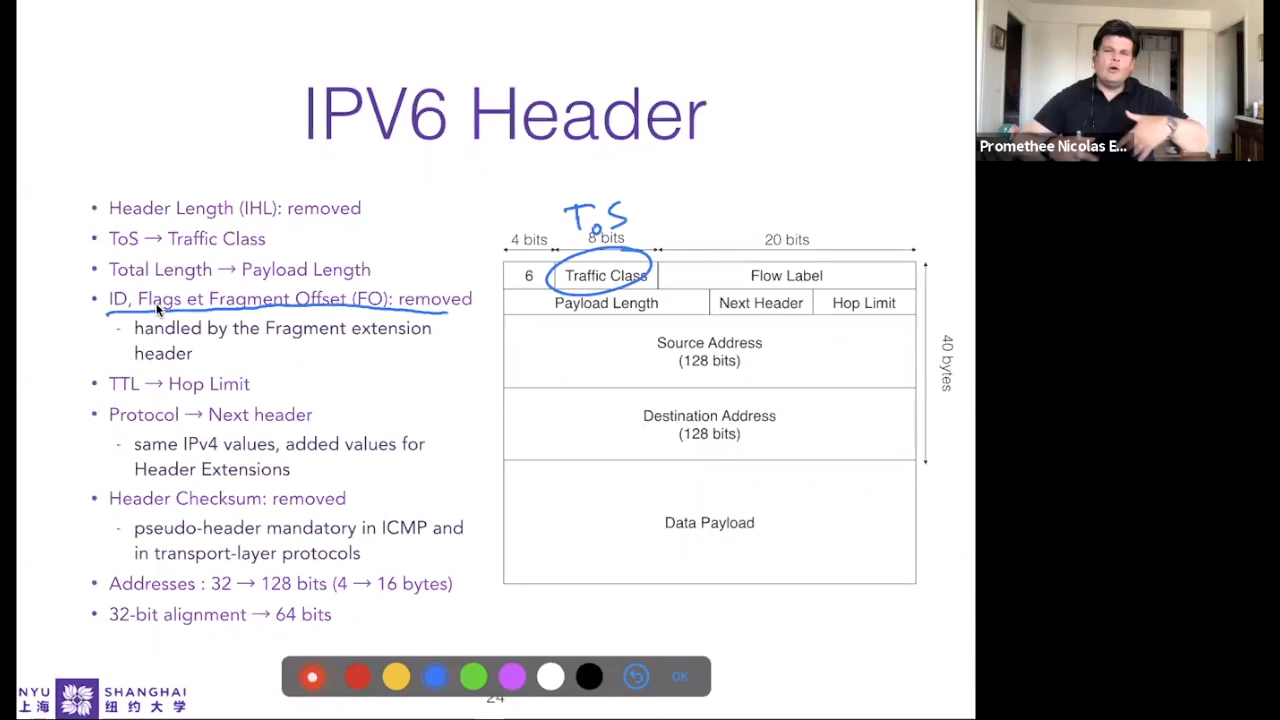 IPV6 Header
• Header Length (IHL): removed
• ToS → Traffic Class
• Total Length → Payload Length
• ID, Flags et Fragment Offset (FO): removed
- handled by the Fragment extension
header
• TTL → Hop Limit
• Protocol → Next header
- same IPv4 values, added values for
Header Extensions
• Header Checksum: removed
- pseudo-header mandatory in ICMP and
in transport-layer protocols
• Addresses : 32 → 128 bits (4 → 16 bytes)
• 32-bit alignment → 64 bits
ToS
4 bits 8 bits 20 bits
6 Traffic Class Flow Label
Payload Length Next Header Hop Limit
Source Address
(128 bits)
Destination Address
(128 bits)
Data Payload
40 bytes
Promethee Nicolas E...
OK
24
NYU SHANGHAI
上海 纽约大学